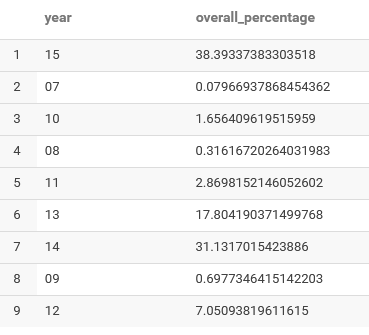 year overall_percentage
1 15 38.39337383303518
2 07 0.07966937868454362
3 10 1.656409619515959
4 08 0.31616720264031983
5 11 2.8698152146052602
6 13 17.804190371499768
7 14 31.1317015423886
8 09 0.6977346415142203
9 12 7.05093819611615